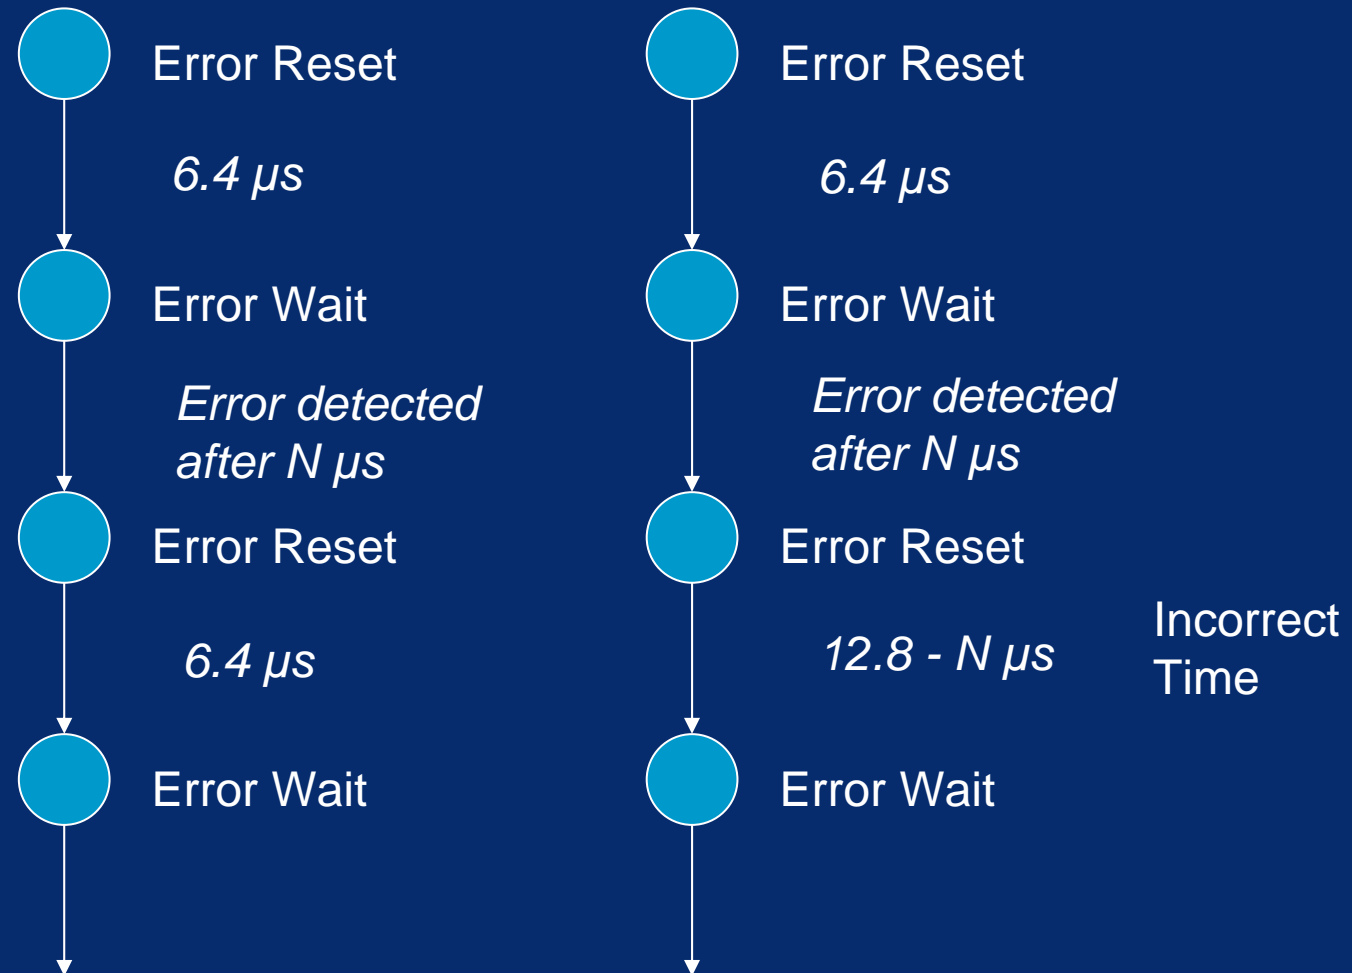 Error Reset
6.4 µs
Error Wait
Error detected
after N µs
Error Reset
6.4 µs
Error Wait
Error Reset
6.4 µs
Error Wait
Error detected
after N µs
Error Reset
12.8 - N µs
Incorrect
Time
Error Wait